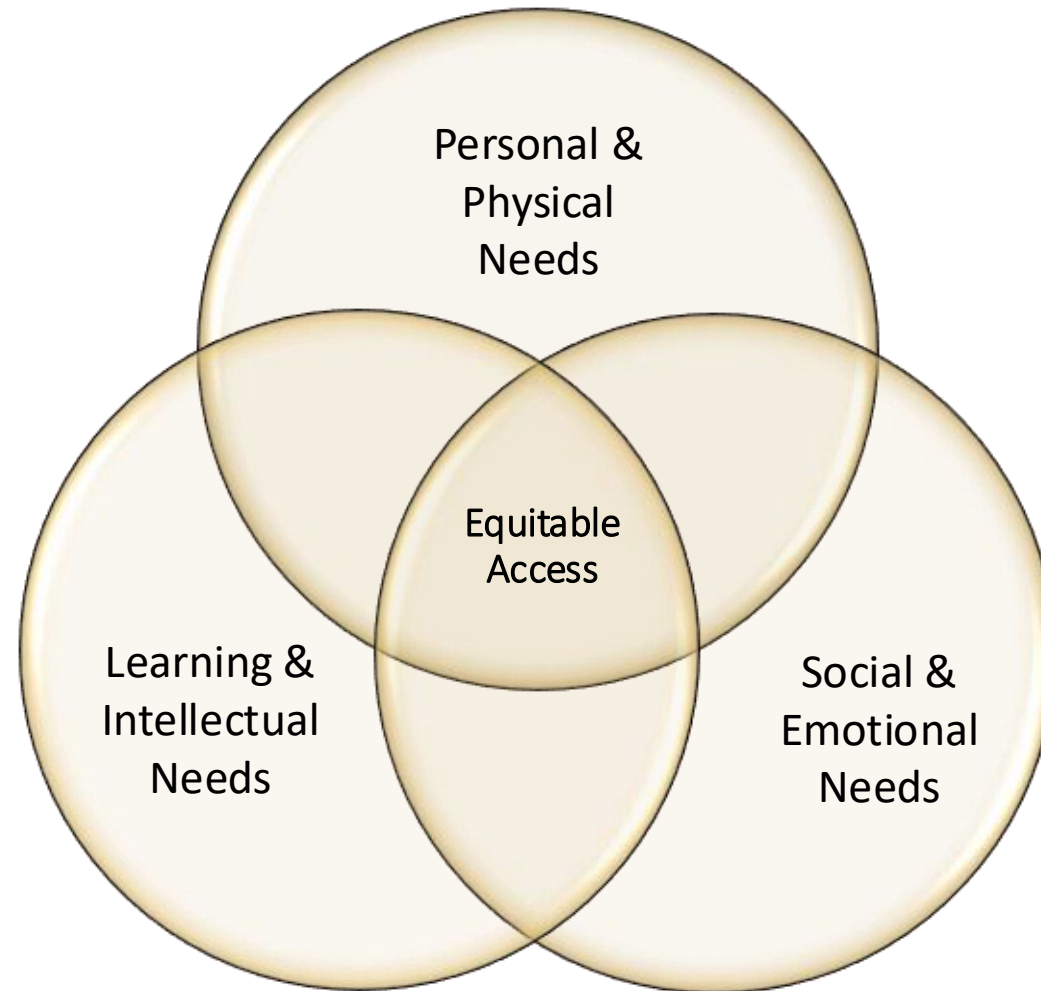 Personal &
Physical
Needs
Equitable
Access
Learning &
Intellectual
Needs
Social &
Emotional
Needs